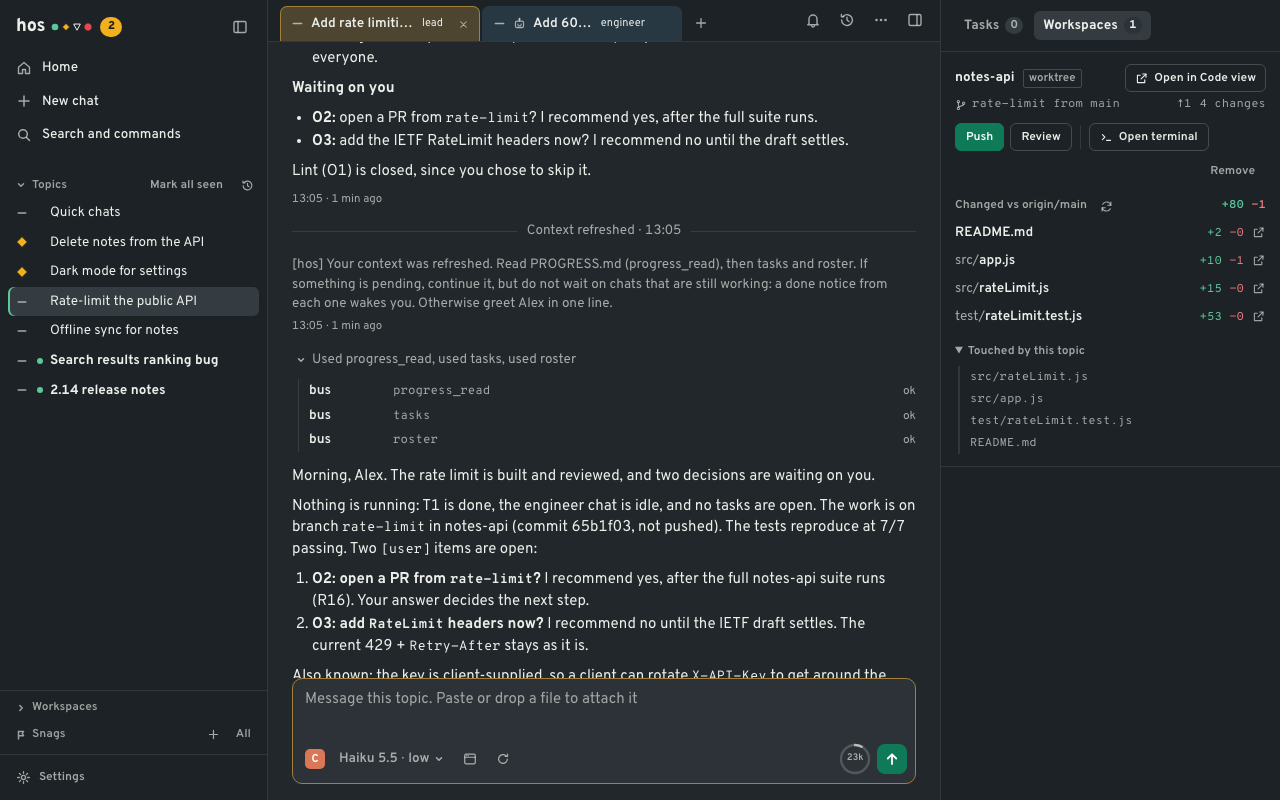 hos 2
Home
New chat
Search and commands
Topics Mark all seen
Quick chats
Delete notes from the API
Dark mode for settings
Rate-limit the public API
Offline sync for notes
Search results ranking bug
2.14 release notes
Workspaces
Snags + All
Settings
Add rate limiti... lead ×
Add 60... engineer
everyone.
Waiting on you
• O2: open a PR from rate-limit? I recommend yes, after the full suite runs.
• O3: add the IETF RateLimit headers now? I recommend no until the draft settles.
Lint (O1) is closed, since you chose to skip it.
13:05 · 1 min ago
Context refreshed · 13:05
[hos] Your context was refreshed. Read PROGRESS.md (progress_read), then tasks and roster. If
something is pending, continue it, but do not wait on chats that are still working: a done notice from
each one wakes you. Otherwise greet Alex in one line.
13:05 · 1 min ago
Used progress_read, used tasks, used roster
bus progress_read ok
bus tasks ok
bus roster ok
Morning, Alex. The rate limit is built and reviewed, and two decisions are waiting on you.
Nothing is running: T1 is done, the engineer chat is idle, and no tasks are open. The work is on
branch rate-limit in notes-api (commit 65b1f03, not pushed). The tests reproduce at 7/7
passing. Two [user] items are open:
1. O2: open a PR from rate-limit? I recommend yes, after the full notes-api suite runs
(R16). Your answer decides the next step.
2. O3: add RateLimit headers now? I recommend no until the IETF draft settles. The
current 429 + Retry-After stays as it is.
Also known: the key is client-supplied, so a client can rotate X-API-Key to get around the
Message this topic. Paste or drop a file to attach it
C Haiku 5.5 · low 23k
Tasks 0 Workspaces 1
notes-api worktree Open in Code view
rate-limit from main ↑1 4 changes
Push Review Open terminal
Remove
Changed vs origin/main +80 −1
README.md +2 −0
src/app.js +10 −1
src/rateLimit.js +15 −0
test/rateLimit.test.js +53 −0
Touched by this topic
src/rateLimit.js
src/app.js
test/rateLimit.test.js
README.md